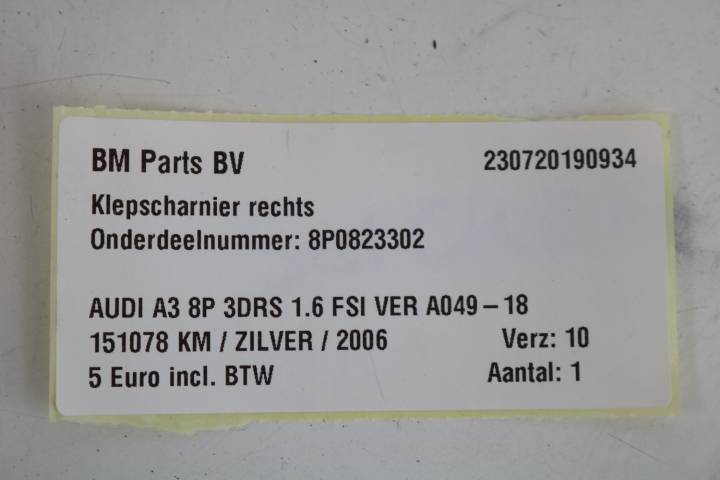 BM Parts BV 230720190934
Klepscharnier rechts
Onderdeelnummer: 8P0823302
AUDI A3 8P 3DRS 1.6 FSI VER A049 – 18
151078 KM / ZILVER / 2006 Verz: 10
5 Euro incl. BTW Aantal: 1